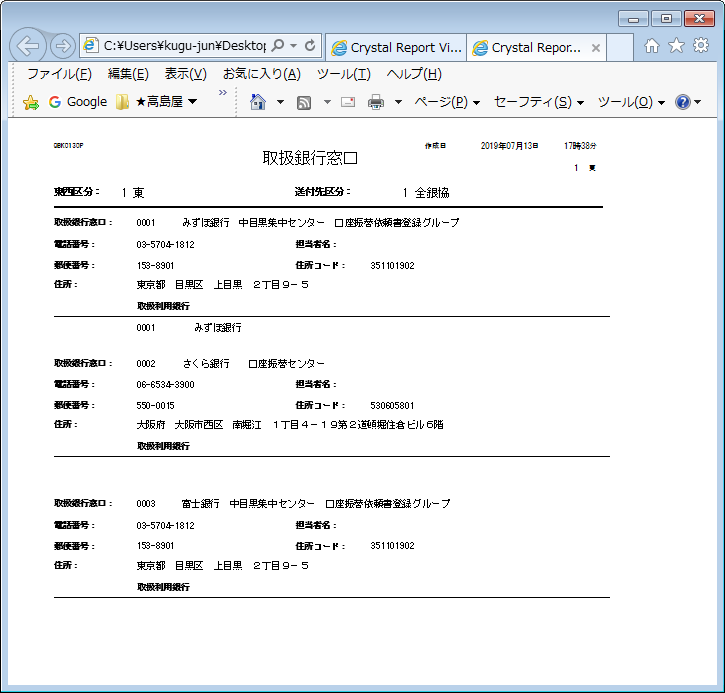 C:¥Users¥kugu-jun¥Desktop
Crystal Report Vi...
Crystal Repor...
ファイル(F) 編集(E) 表示(V) お気に入り(A) ツール(T) ヘルプ(H)
Google ★高島屋 ページ(P) セーフティ(S) ツール(O)
QBK013OP 作成日 2019年07月13日 17時38分
取扱銀行窓口
1 東
東西区分： 1 東 送付先区分： 1 全銀協
取扱銀行窓口： 0001 みずほ銀行 中目黒集中センター 口座振替依頼書登録グループ
電話番号： 03-5704-1812 担当者名：
郵便番号： 153-8901 住所コード： 351101902
住所： 東京都 目黒区 上目黒 ２丁目９－５
取扱利用銀行
0001 みずほ銀行
取扱銀行窓口： 0002 さくら銀行 口座振替センター
電話番号： 06-6534-3900 担当者名：
郵便番号： 550-0015 住所コード： 530605801
住所： 大阪府 大阪市西区 南堀江 １丁目４－１９第２道頓堀住倉ビル６階
取扱利用銀行
取扱銀行窓口： 0003 富士銀行 中目黒集中センター 口座振替依頼書登録グループ
電話番号： 03-5704-1812 担当者名：
郵便番号： 153-8901 住所コード： 351101902
住所： 東京都 目黒区 上目黒 ２丁目９－５
取扱利用銀行